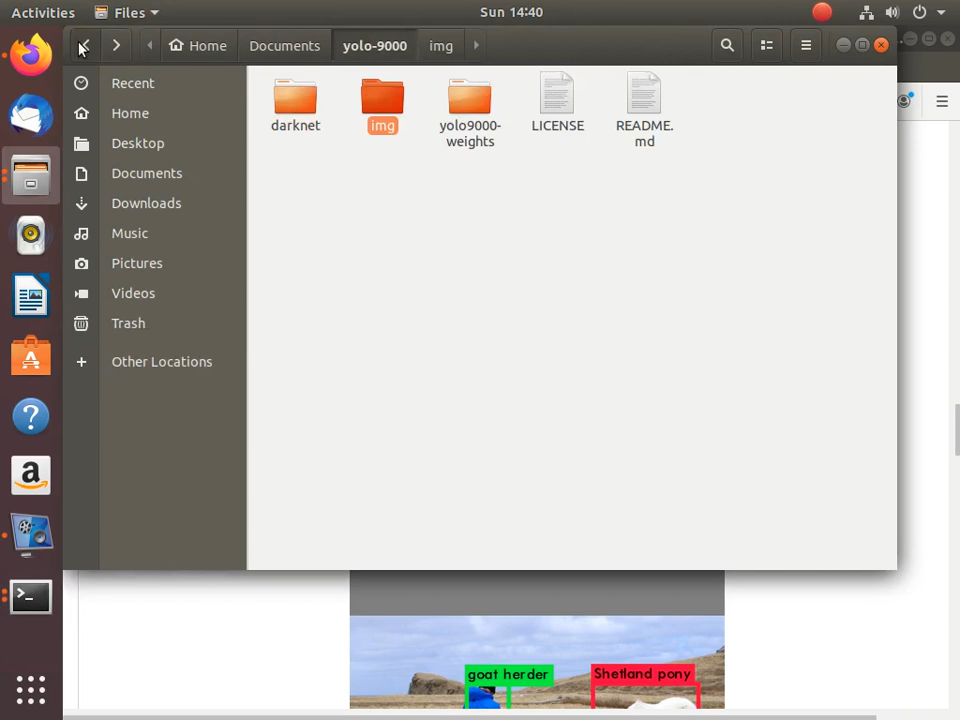 Activities
Files
Sun 14:40
Home
Documents
yolo-9000
img
Recent
Home
Desktop
Documents
Downloads
Music
Pictures
Videos
Trash
Other Locations
darknet
img
yolo9000-
weights
LICENSE
README.
md
goat herder
Shetland pony